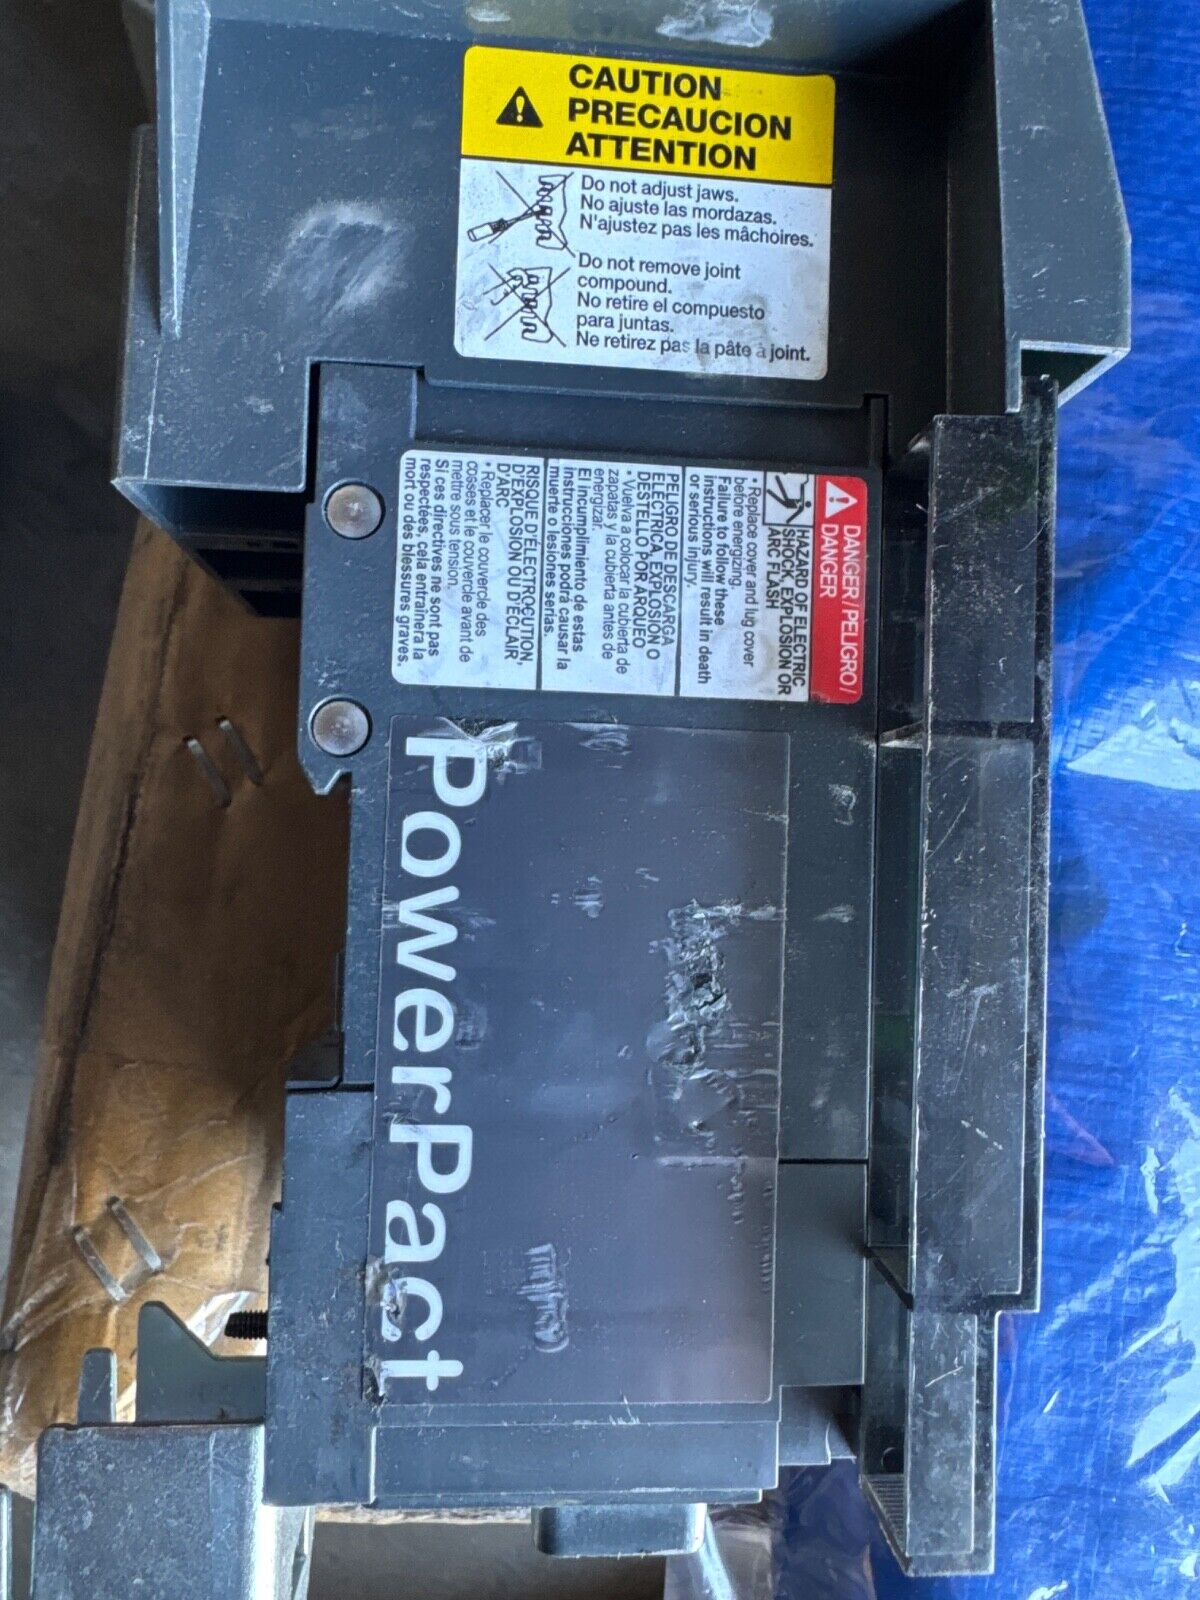 CAUTION
PRECAUCION
ATTENTION
Do not adjust jaws.
No ajuste las mordazas.
N'ajustez pas les mâchoires.
Do not remove joint
compound.
No retire el compuesto
para juntas.
Ne retirez pas la pâte à joint.
DANGER / PELIGRO /
DANGER
HAZARD OF ELECTRIC
SHOCK, EXPLOSION OR
ARC FLASH
• Replace cover and lug cover
before energizing.
Failure to follow these
instructions will result in death
or serious injury.
PELIGRO DE DESCARGA
ELÉCTRICA, EXPLOSIÓN O
DESTELLO POR ARQUEO
• Vuelva a colocar la cubierta de
zapatas y la cubierta antes de
energizar.
El incumplimiento de estas
instrucciones podrá causar la
muerte o lesiones serias.
RISQUE D'ÉLECTROCUTION,
D'EXPLOSION OU D'ÉCLAIR
D'ARC
• Replacer le couvercle des
cosses et le couvercle avant de
mettre sous tension.
Si ces directives ne sont pas
respectées, cela entraînera la
mort ou des blessures graves.
PowerPact